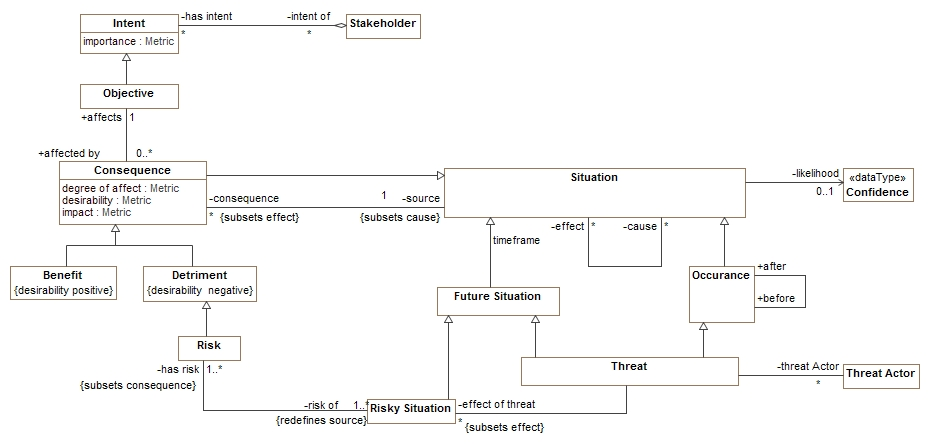 Intent
importance : Metric
-has intent
*
-intent of
*
Stakeholder
Objective
+affects 1
+affected by 0..*
Consequence
degree of affect : Metric
desirability : Metric
impact : Metric
-consequence
* {subsets effect}
1 -source
{subsets cause}
Situation
-likelihood
0..1
«dataType»
Confidence
timeframe
-effect *
-cause *
Benefit
{desirability positive}
Detriment
{desirability negative}
Future Situation
Occurance
+after
+before
Risk
-has risk 1..*
{subsets consequence}
Threat
-threat Actor
*
Threat Actor
-risk of 1..*
{redefines source}
Risky Situation
-effect of threat
* {subsets effect}